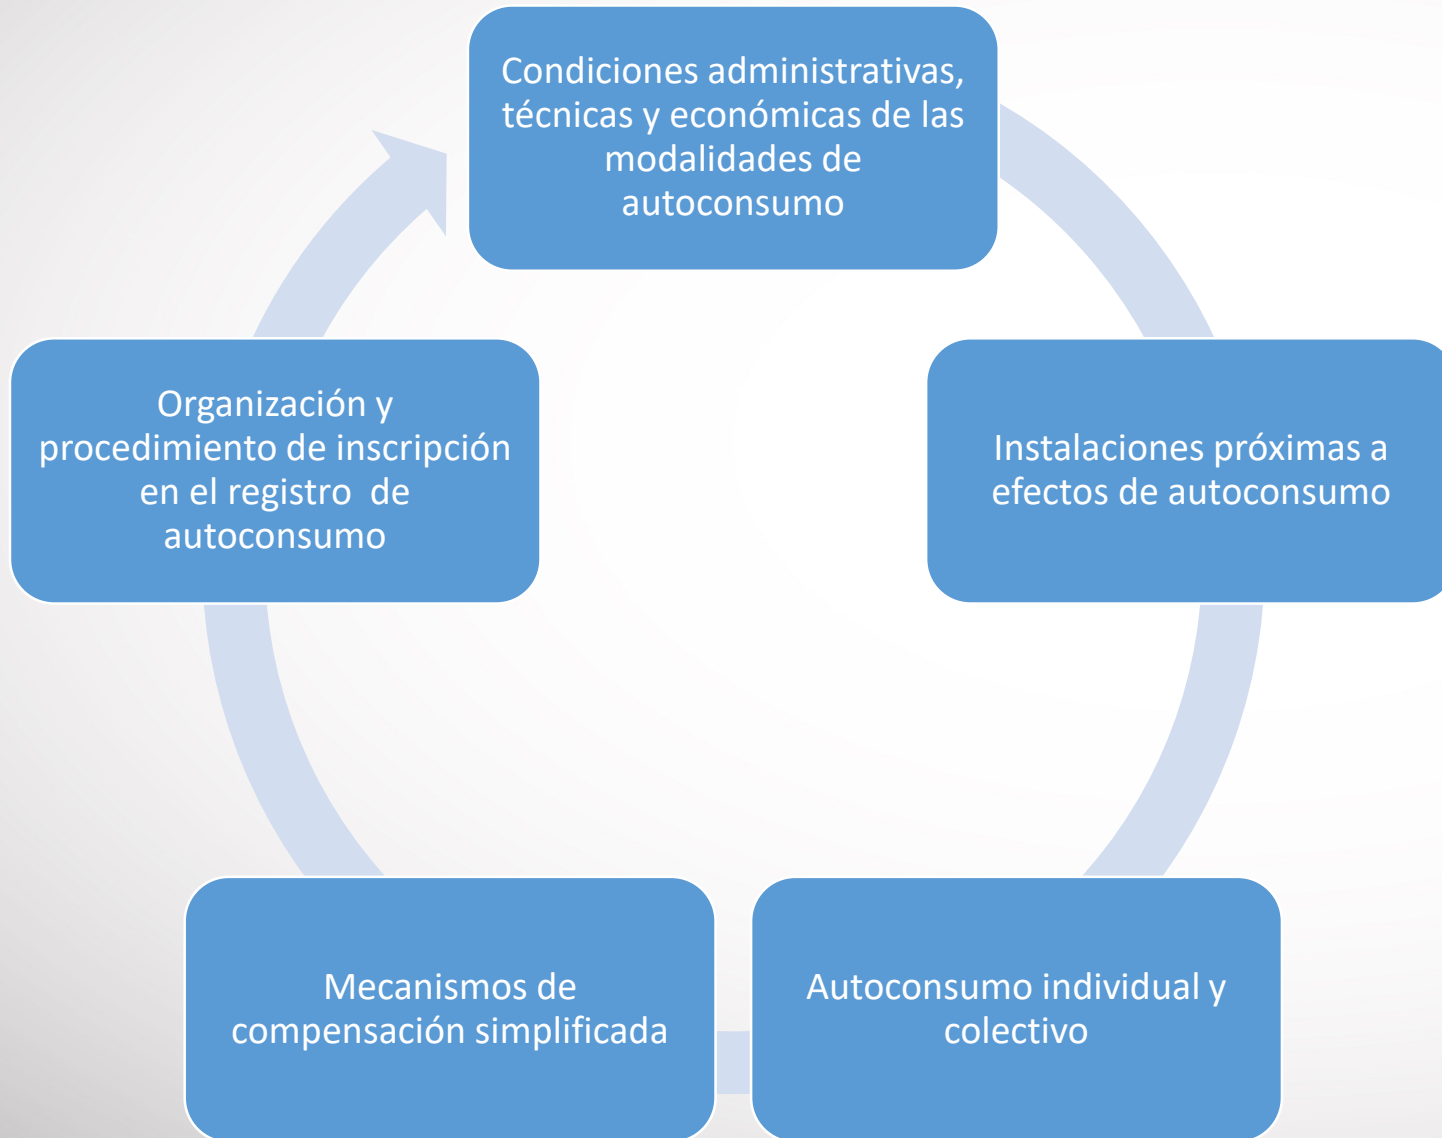 Condiciones administrativas,
técnicas y económicas de las
modalidades de
autoconsumo
Instalaciones próximas a
efectos de autoconsumo
Autoconsumo individual y
colectivo
Mecanismos de
compensación simplificada
Organización y
procedimiento de inscripción
en el registro  de
autoconsumo